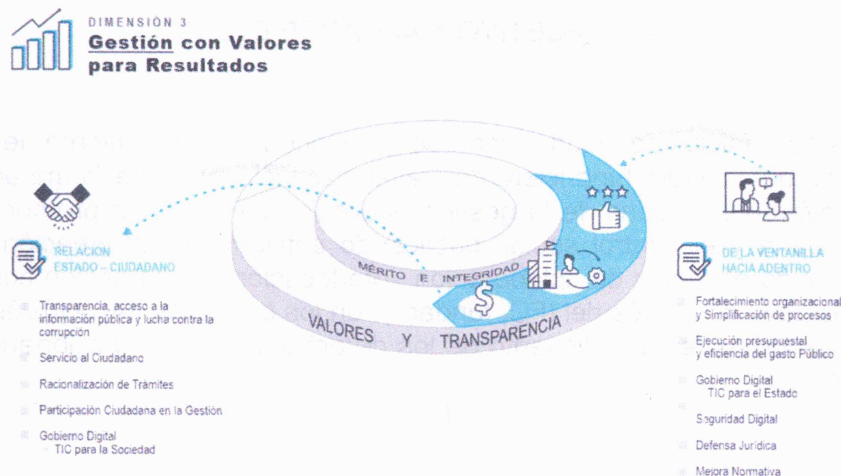 DIMENSIÓN 3
Gestión con Valores
para Resultados
RELACION
ESTADO – CIUDADANO
Transparencia, acceso a la
información pública y lucha contra la
corrupción
Servicio al Ciudadano
Racionalización de Trámites
Participación Ciudadana en la Gestión
Gobierno Digital
- TIC para la Sociedad
MÉRITO E INTEGRIDAD
VALORES Y TRANSPARENCIA
$
DE LA VENTANILLA
HACIA ADENTRO
Fortalecimiento organizacional
y Simplificación de procesos
Ejecución presupuestal
y eficiencia del gasto Público
Gobierno Digital
TIC para el Estado
Seguridad Digital
Defensa Jurídica
Mejora Normativa